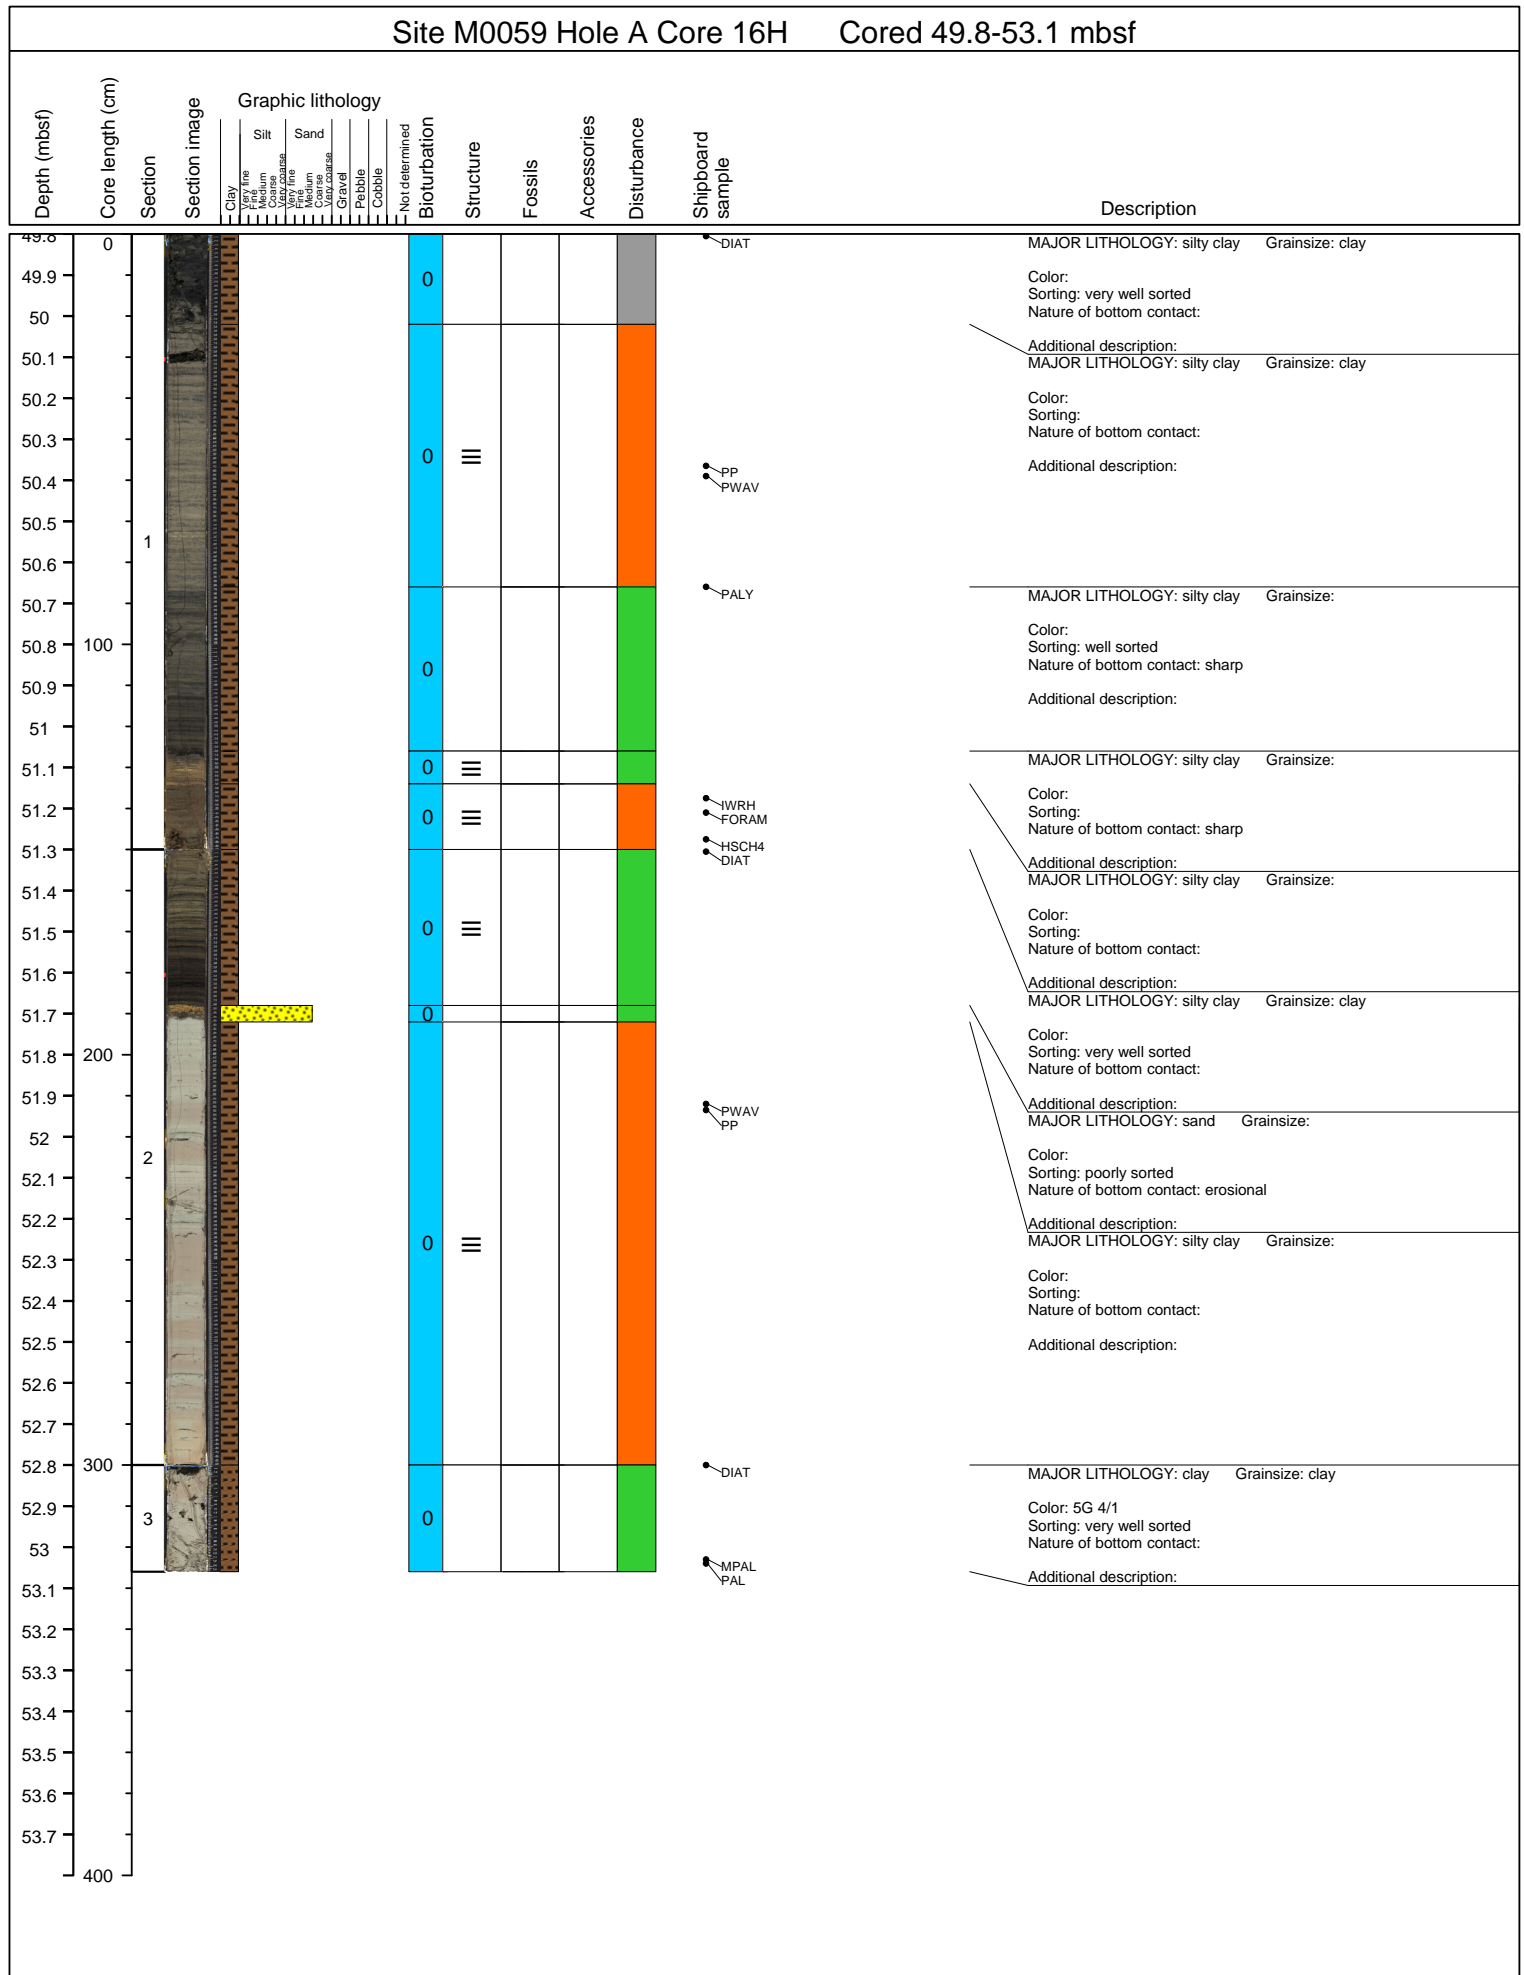 Site M0059 Hole A Core 16H Cored 49.8-53.1 mbsf
Depth (mbsf)
Core length (cm)
Section
Section image
Graphic lithology
Clay
Silt
Very fine
Fine
Medium
Coarse
Very coarse
Sand
Very fine
Fine
Medium
Coarse
Very coarse
Gravel
Pebble
Cobble
Not determined
Bioturbation
Structure
Fossils
Accessories
Disturbance
Shipboard
sample
Description
49.8
49.9
50
50.1
50.2
50.3
50.4
50.5
50.6
50.7
50.8
50.9
51
51.1
51.2
51.3
51.4
51.5
51.6
51.7
51.8
51.9
52
52.1
52.2
52.3
52.4
52.5
52.6
52.7
52.8
52.9
53
53.1
53.2
53.3
53.4
53.5
53.6
53.7
0
100
200
300
400
1
2
3
0
0
0
0
0
0
0
0
0
DIAT
PP
PWAV
PALY
IWRH
FORAM
HSCH4
DIAT
PWAV
PP
DIAT
MPAL
PAL
MAJOR LITHOLOGY: silty clay Grainsize: clay
Color:
Sorting: very well sorted
Nature of bottom contact:
Additional description:
MAJOR LITHOLOGY: silty clay Grainsize: clay
Color:
Sorting:
Nature of bottom contact:
Additional description:
MAJOR LITHOLOGY: silty clay Grainsize:
Color:
Sorting: well sorted
Nature of bottom contact: sharp
Additional description:
MAJOR LITHOLOGY: silty clay Grainsize:
Color:
Sorting:
Nature of bottom contact: sharp
Additional description:
MAJOR LITHOLOGY: silty clay Grainsize:
Color:
Sorting:
Nature of bottom contact:
Additional description:
MAJOR LITHOLOGY: silty clay Grainsize: clay
Color:
Sorting: very well sorted
Nature of bottom contact:
Additional description:
MAJOR LITHOLOGY: sand Grainsize:
Color:
Sorting: poorly sorted
Nature of bottom contact: erosional
Additional description:
MAJOR LITHOLOGY: silty clay Grainsize:
Color:
Sorting:
Nature of bottom contact:
Additional description:
MAJOR LITHOLOGY: clay Grainsize: clay
Color: 5G 4/1
Sorting: very well sorted
Nature of bottom contact:
Additional description: